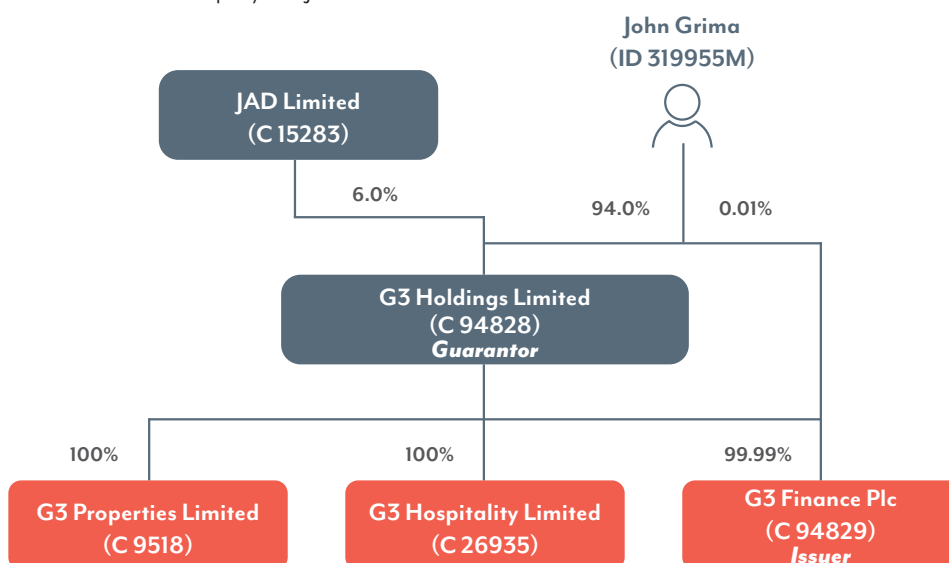 John Grima
(ID 319955M)
JAD Limited
(C 15283)
6.0%
94.0%
0.01%
G3 Holdings Limited
(C 94828)
Guarantor
100%
100%
99.99%
G3 Properties Limited
(C 9518)
G3 Hospitality Limited
(C 26935)
G3 Finance Plc
(C 94829)
Issuer